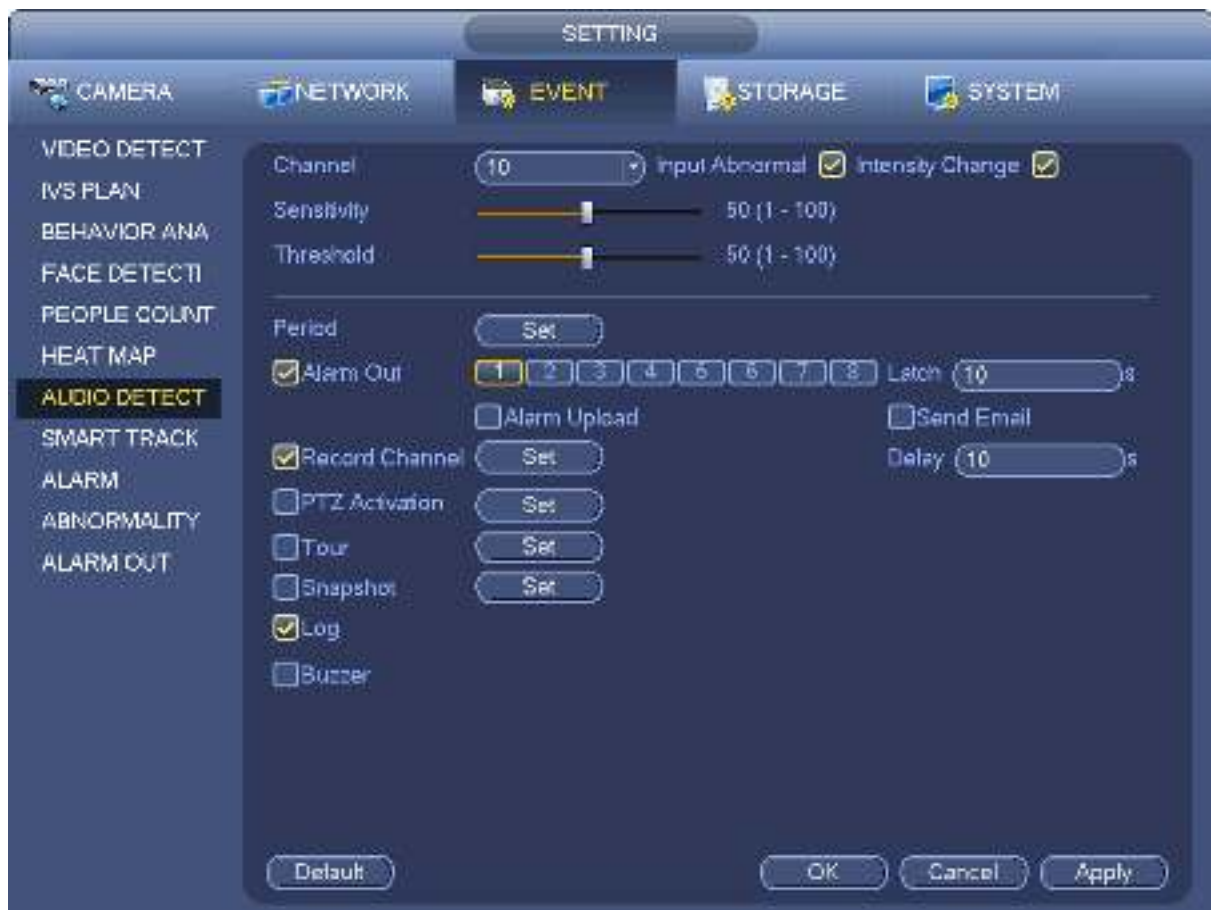 SETTING
CAMERA NETWORK EVENT STORAGE SYSTEM
VIDEO DETECT
IVS PLAN
BEHAVIOR ANA
FACE DETECTI
PEOPLE COUNT
HEAT MAP
AUDIO DETECT
SMART TRACK
ALARM
ABNORMALITY
ALARM OUT
Channel 10 Input Abnormal Intensity Change
Sensitivity 50 (1 - 100)
Threshold 50 (1 - 100)
Period Set
Alarm Out 1 2 3 4 5 6 7 8 Latch 10 s
Alarm Upload Send Email
Record Channel Set Delay 10 s
PTZ Activation Set
Tour Set
Snapshot Set
Log
Buzzer
Default OK Cancel Apply